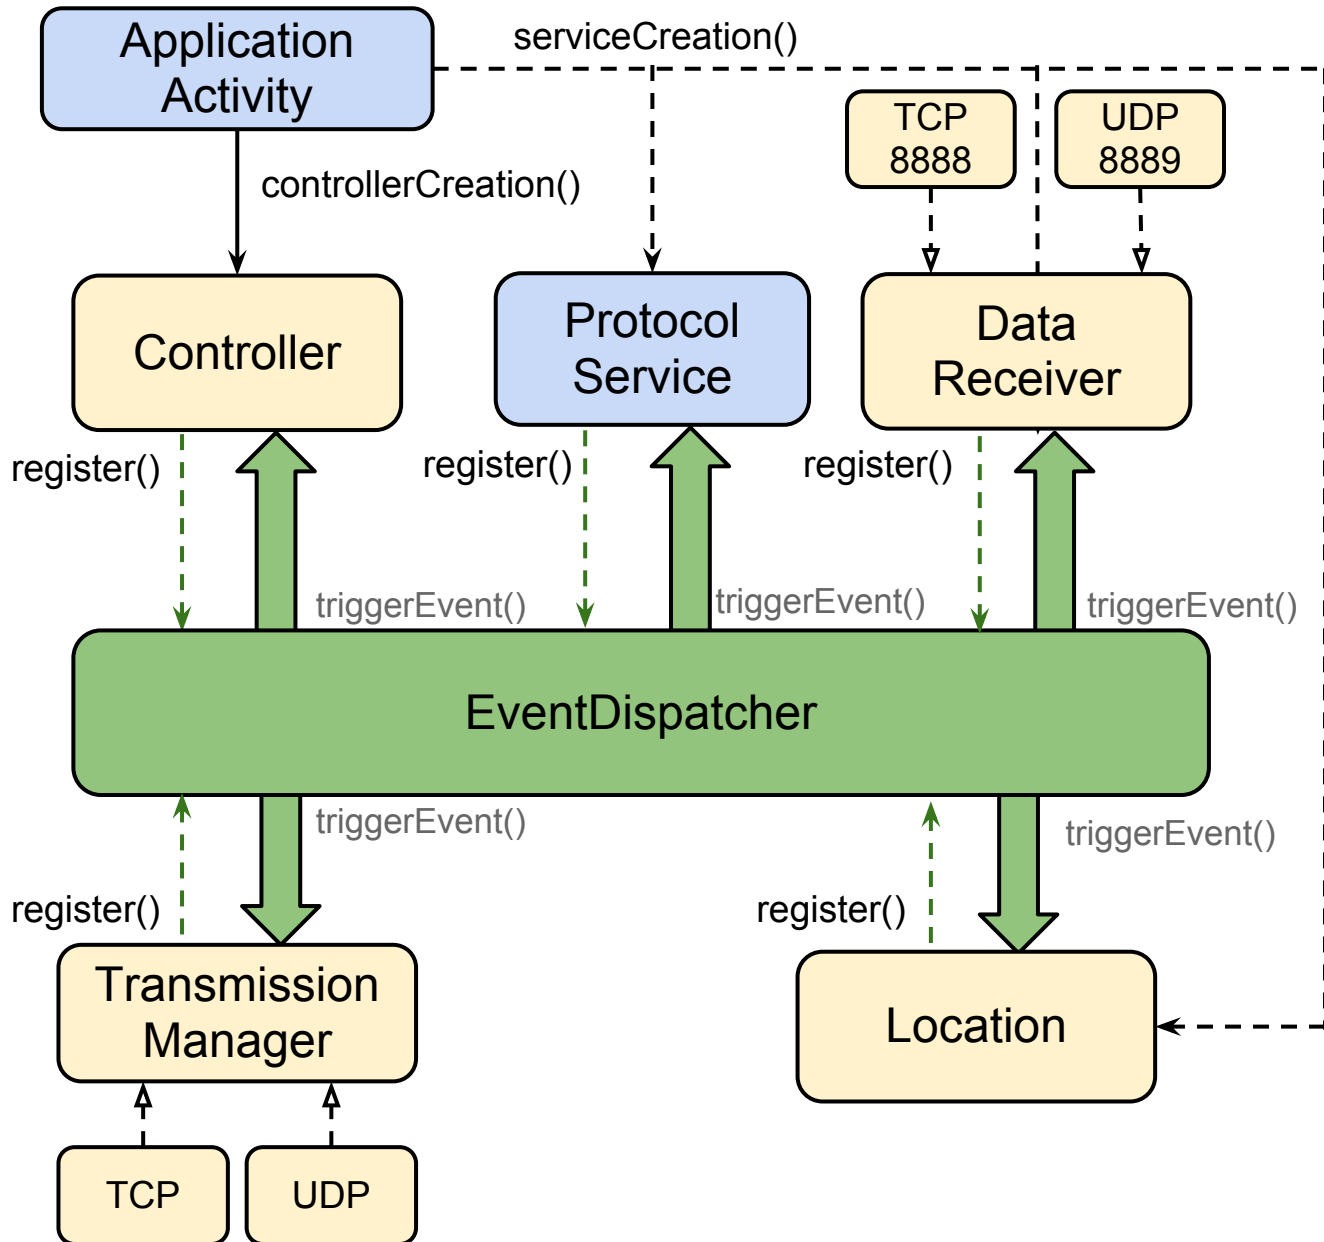 Application
Activity
serviceCreation()
TCP
8888
UDP
8889
controllerCreation()
Controller
Protocol
Service
Data
Receiver
register()
register()
register()
triggerEvent()
triggerEvent()
triggerEvent()
EventDispatcher
triggerEvent()
triggerEvent()
register()
register()
Transmission
Manager
Location
TCP
UDP